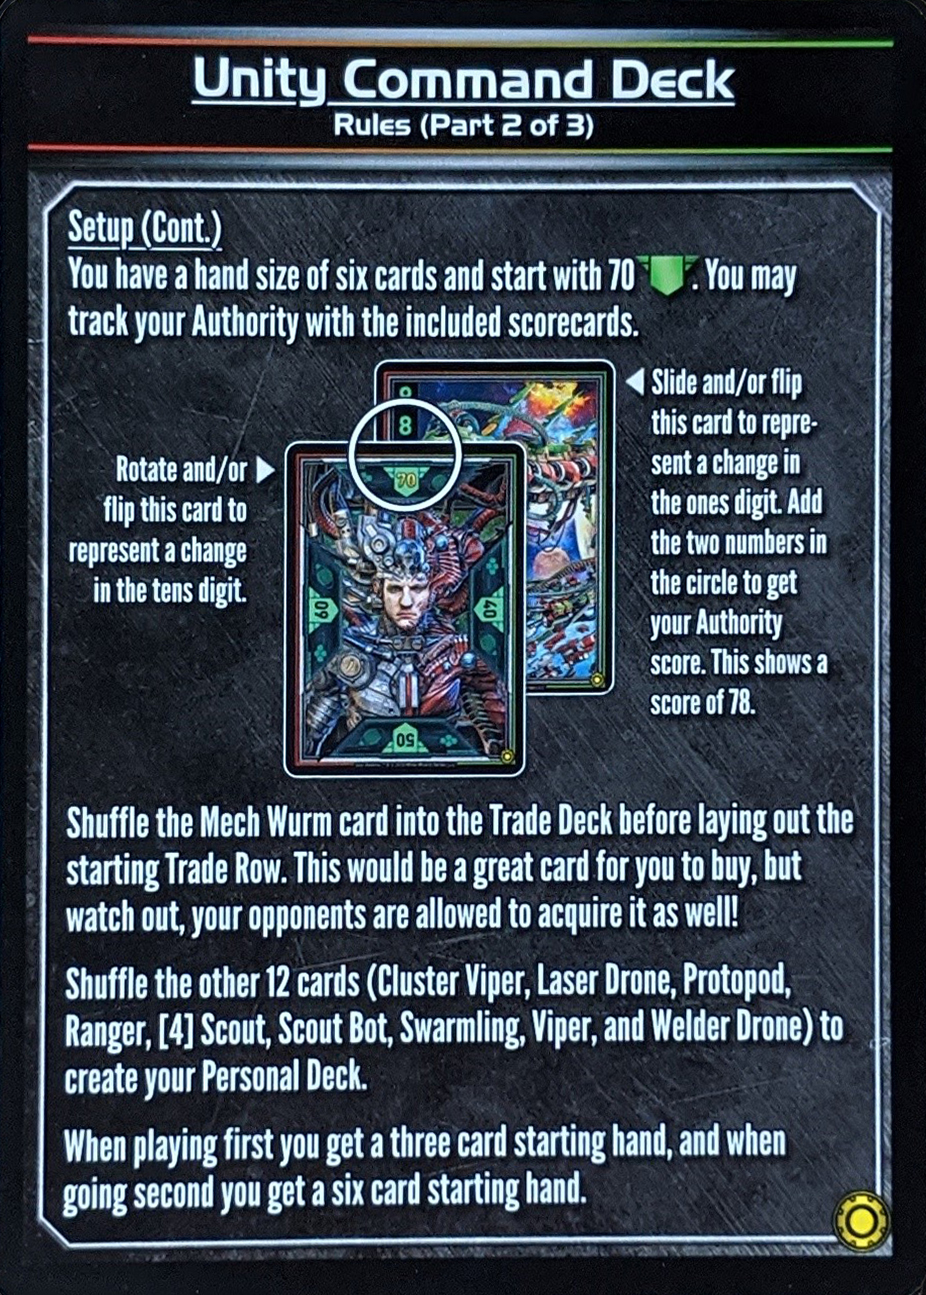 Unity Command Deck
Rules (Part 2 of 3)
Setup (Cont.)
You have a hand size of six cards and start with 70 . You may
track your Authority with the included scorecards.
Rotate and/or
flip this card to
represent a change
in the tens digit.
8
70
60
40
50
Slide and/or flip
this card to repre-
sent a change in
the ones digit. Add
the two numbers in
the circle to get
your Authority
score. This shows a
score of 78.
Shuffle the Mech Wurm card into the Trade Deck before laying out the
starting Trade Row. This would be a great card for you to buy, but
watch out, your opponents are allowed to acquire it as well!
Shuffle the other 12 cards (Cluster Viper, Laser Drone, Protopod,
Ranger, [4] Scout, Scout Bot, Swarmling, Viper, and Welder Drone) to
create your Personal Deck.
When playing first you get a three card starting hand, and when
going second you get a six card starting hand.